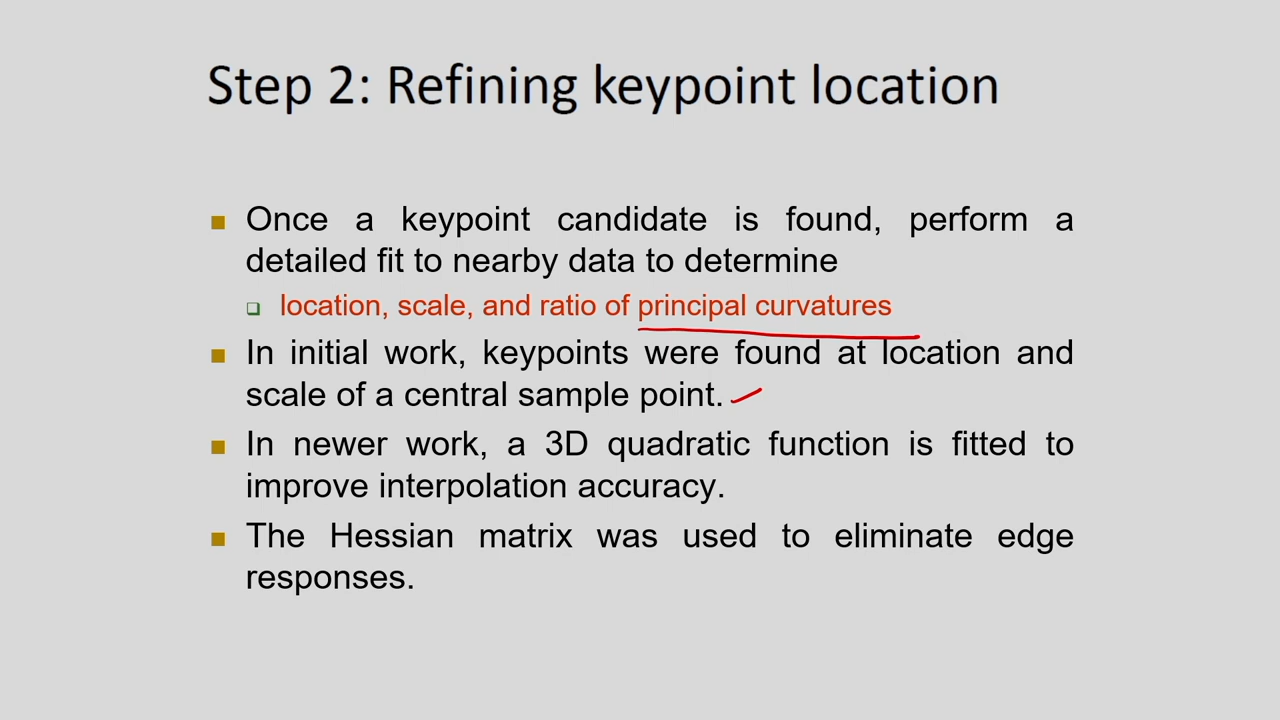 Step 2: Refining keypoint location
Once a keypoint candidate is found, perform a
detailed fit to nearby data to determine
location, scale, and ratio of principal curvatures
In initial work, keypoints were found at location and
scale of a central sample point.
In newer work, a 3D quadratic function is fitted to
improve interpolation accuracy.
The Hessian matrix was used to eliminate edge
responses.